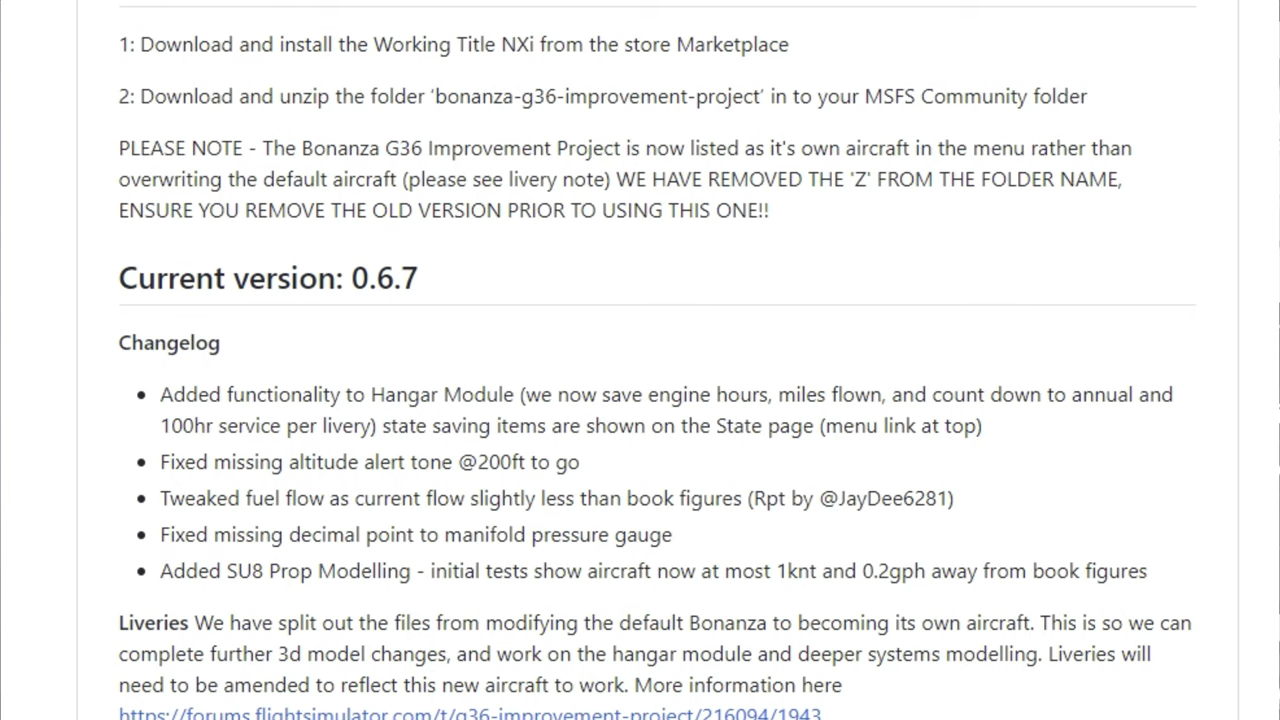 1: Download and install the Working Title NXi from the store Marketplace
2: Download and unzip the folder ‘bonanza-g36-improvement-project’ in to your MSFS Community folder
PLEASE NOTE - The Bonanza G36 Improvement Project is now listed as it's own aircraft in the menu rather than
overwriting the default aircraft (please see livery note) WE HAVE REMOVED THE 'Z' FROM THE FOLDER NAME,
ENSURE YOU REMOVE THE OLD VERSION PRIOR TO USING THIS ONE!!
Current version: 0.6.7
Changelog
• Added functionality to Hangar Module (we now save engine hours, miles flown, and count down to annual and
100hr service per livery) state saving items are shown on the State page (menu link at top)
• Fixed missing altitude alert tone @200ft to go
• Tweaked fuel flow as current flow slightly less than book figures (Rpt by @JayDee6281)
• Fixed missing decimal point to manifold pressure gauge
• Added SU8 Prop Modelling - initial tests show aircraft now at most 1knt and 0.2gph away from book figures
Liveries We have split out the files from modifying the default Bonanza to becoming its own aircraft. This is so we can
complete further 3d model changes, and work on the hangar module and deeper systems modelling. Liveries will
need to be amended to reflect this new aircraft to work. More information here
https://forums.flightsimulator.com/t/g36-improvement-project/216094/1943